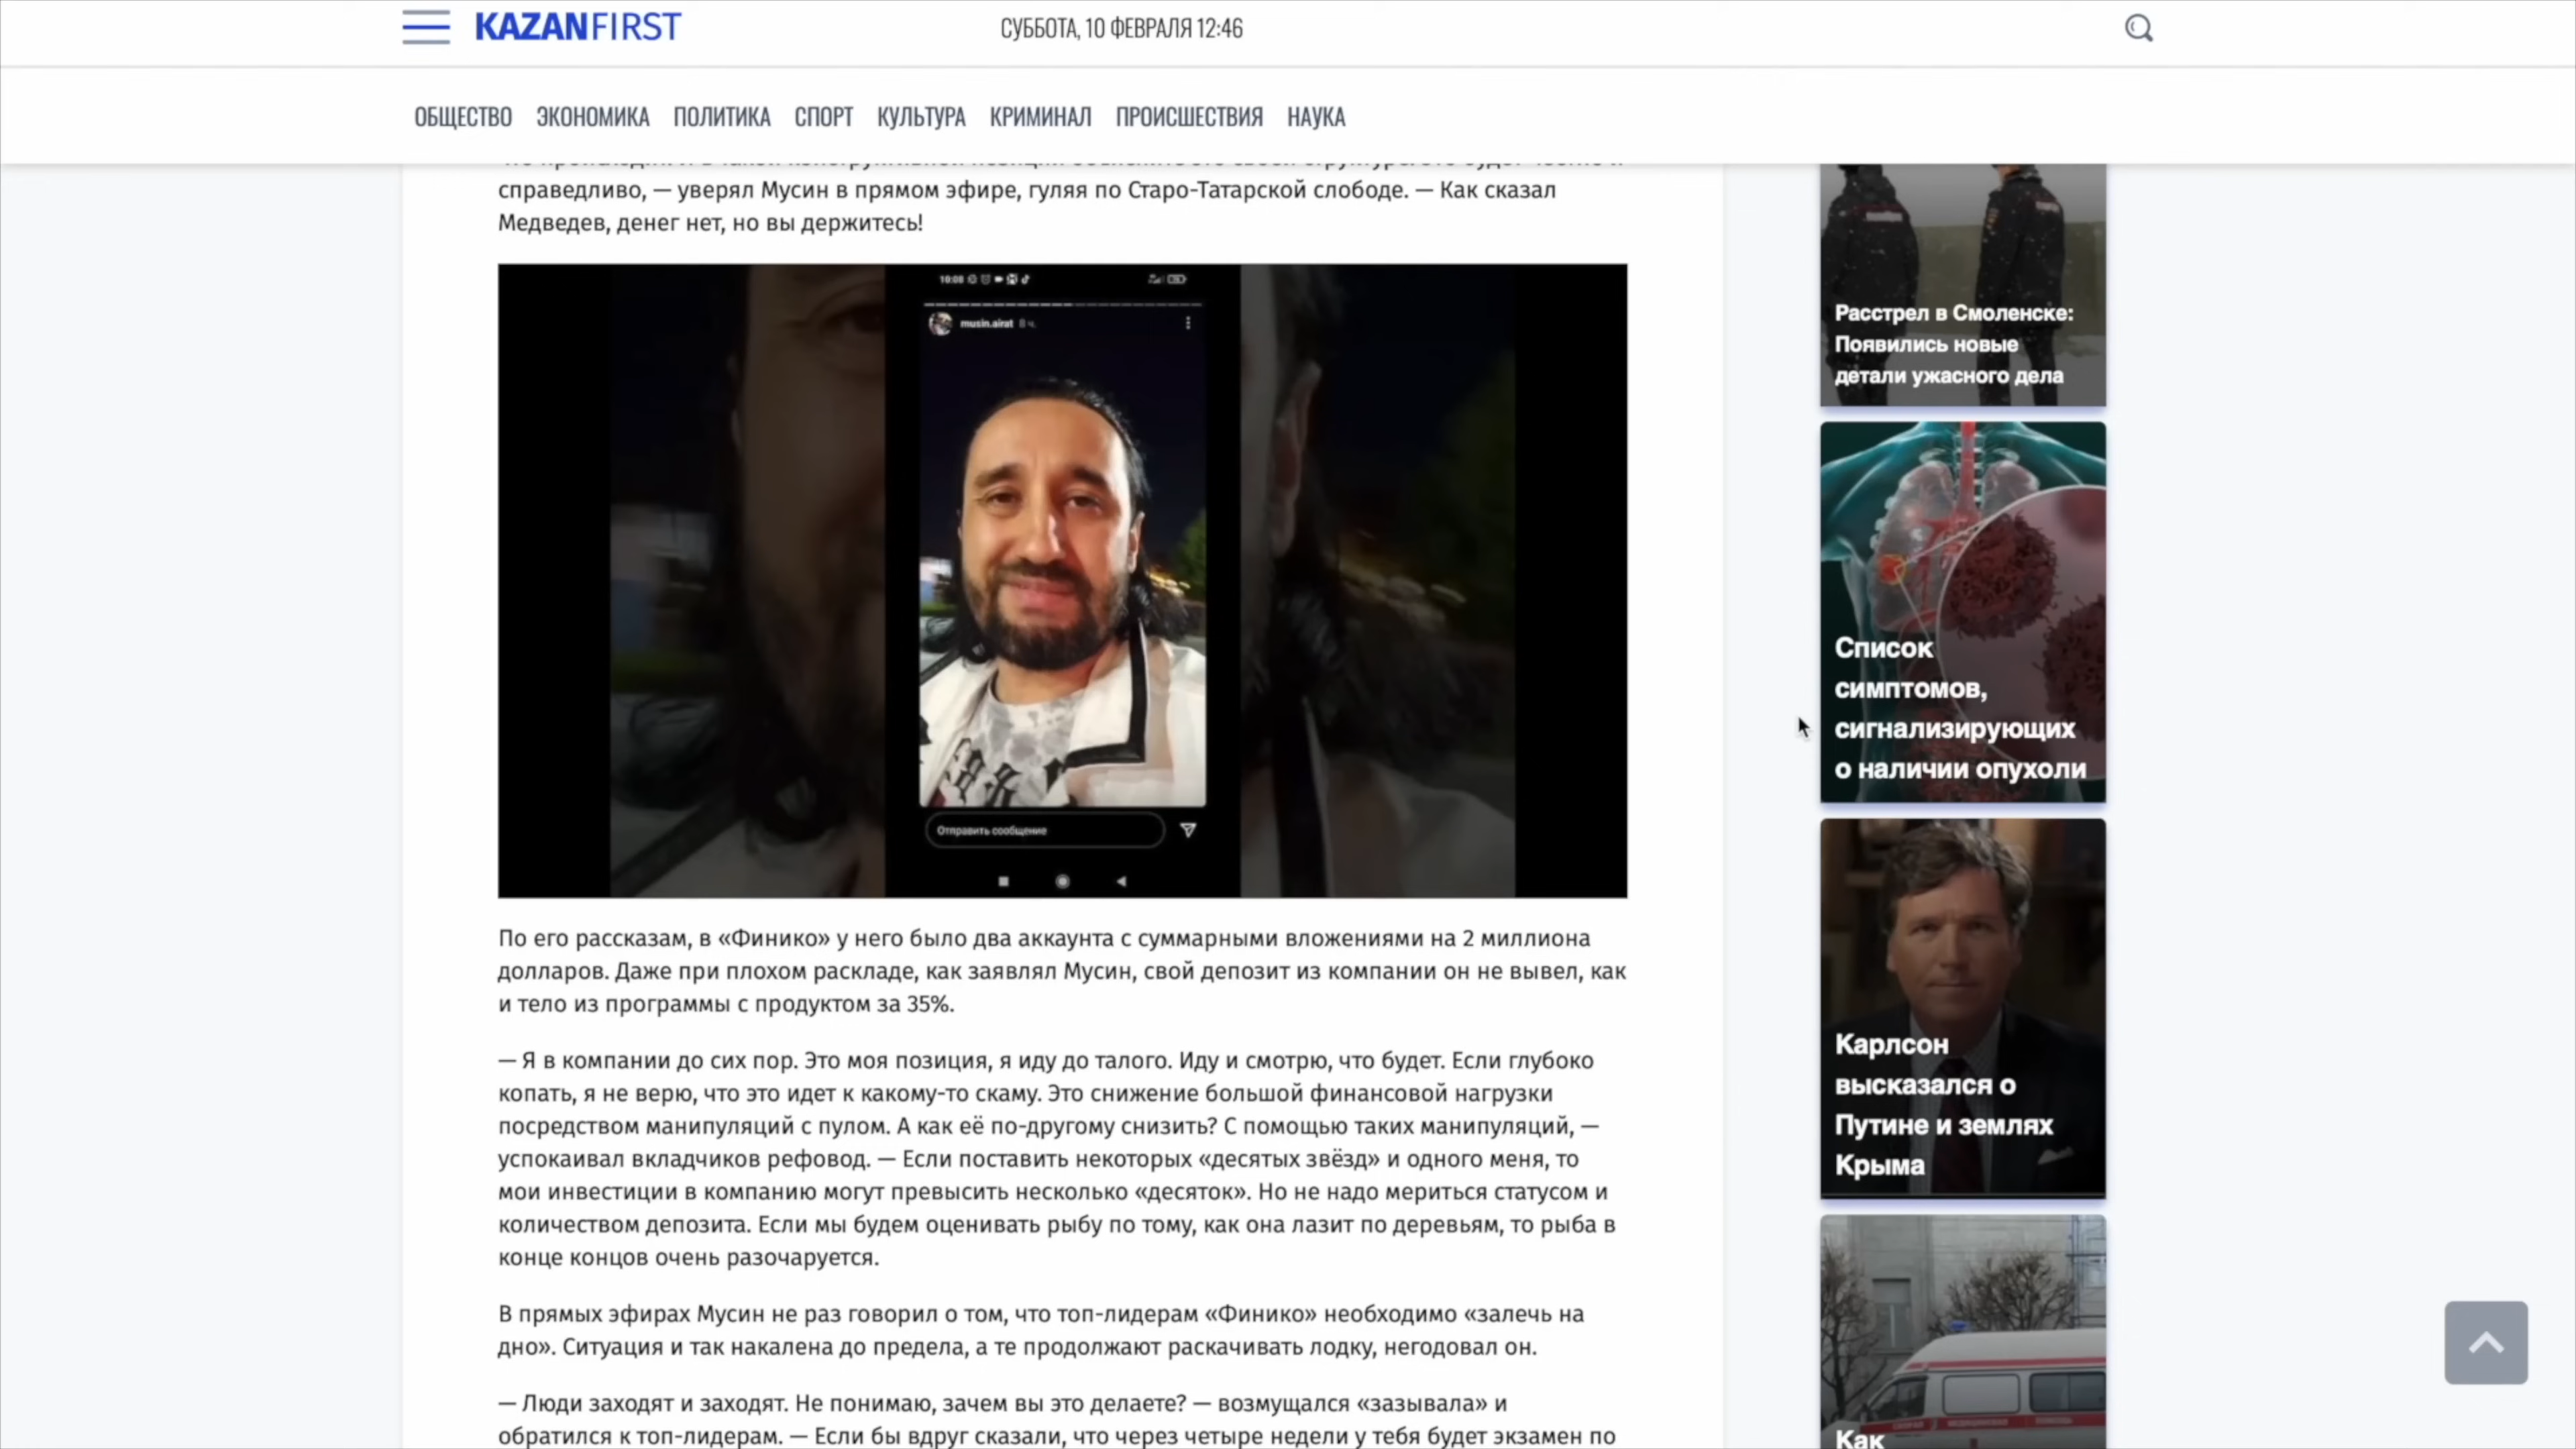 KAZANFIRST
СУББОТА, 10 ФЕВРАЛЯ 12:46
ОБЩЕСТВО ЭКОНОМИКА ПОЛИТИКА СПОРТ КУЛЬТУРА КРИМИНАЛ ПРОИСШЕСТВИЯ НАУКА
справедливо, — уверял Мусин в прямом эфире, гуляя по Старо-Татарской слободе. — Как сказал
Медведев, денег нет, но вы держитесь!
10:08
musin.airat 8 ч.
Отправить сообщение
По его рассказам, в «Финико» у него было два аккаунта с суммарными вложениями на 2 миллиона
долларов. Даже при плохом раскладе, как заявлял Мусин, свой депозит из компании он не вывел, как
и тело из программы с продуктом за 35%.
— Я в компании до сих пор. Это моя позиция, я иду до талого. Иду и смотрю, что будет. Если глубоко
копать, я не верю, что это идет к какому-то скаму. Это снижение большой финансовой нагрузки
посредством манипуляций с пулом. А как её по-другому снизить? С помощью таких манипуляций, —
успокаивал вкладчиков рефовод. — Если поставить некоторых «десятых звёзд» и одного меня, то
мои инвестиции в компанию могут превысить несколько «десяток». Но не надо мериться статусом и
количеством депозита. Если мы будем оценивать рыбу по тому, как она лазит по деревьям, то рыба в
конце концов очень разочаруется.
В прямых эфирах Мусин не раз говорил о том, что топ-лидерам «Финико» необходимо «залечь на
дно». Ситуация и так накалена до предела, а те продолжают раскачивать лодку, негодовал он.
— Люди заходят и заходят. Не понимаю, зачем вы это делаете? — возмущался «зазывала» и
обратился к топ-лидерам. — Если бы вдруг сказали, что через четыре недели у тебя будет экзамен по
Расстрел в Смоленске:
Появились новые
детали ужасного дела
Список
симптомов,
сигнализирующих
о наличии опухоли
Карлсон
высказался о
Путине и землях
Крыма
Как